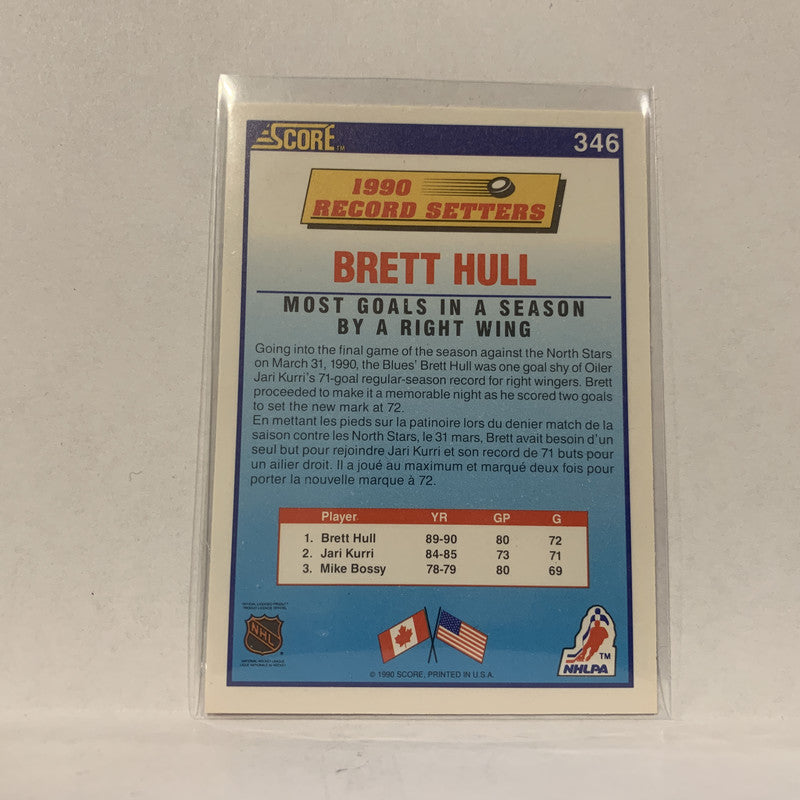 SCORE TM
346
1990
RECORD SETTERS
BRETT HULL
MOST GOALS IN A SEASON
BY A RIGHT WING
Going into the final game of the season against the North Stars
on March 31, 1990, the Blues' Brett Hull was one goal shy of Oiler
Jari Kurri's 71-goal regular-season record for right wingers. Brett
proceeded to make it a memorable night as he scored two goals
to set the new mark at 72.
En mettant les pieds sur la patinoire lors du denier match de la
saison contre les North Stars, le 31 mars, Brett avait besoin d'un
seul but pour rejoindre Jari Kurri et son record de 71 buts pour
un ailier droit. Il a joué au maximum et marqué deux fois pour
porter la nouvelle marque à 72.
Player YR GP G
1. Brett Hull 89-90 80 72
2. Jari Kurri 84-85 73 71
3. Mike Bossy 78-79 80 69
NHL
NATIONAL HOCKEY LEAGUE
TM
NHLPA
© 1990 SCORE, PRINTED IN U.S.A.